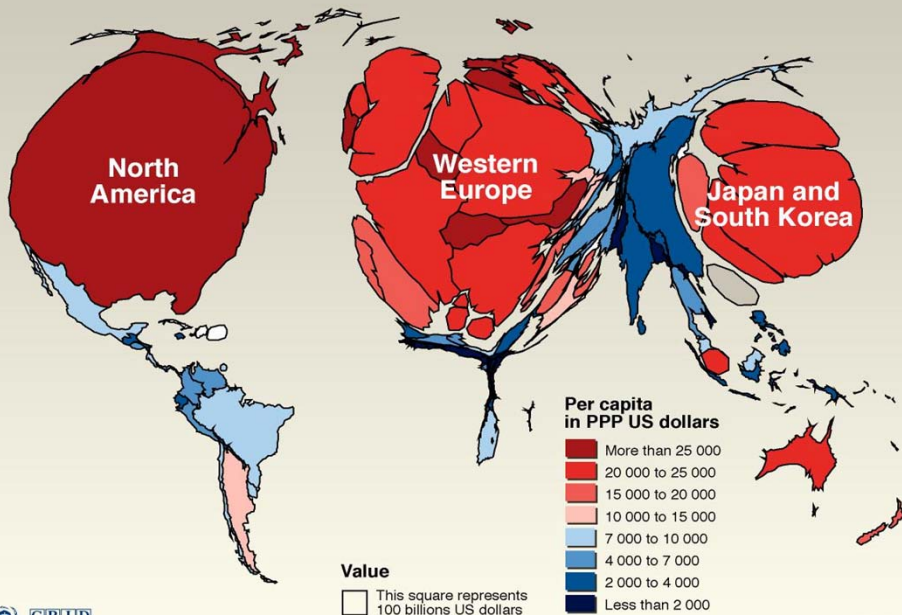 North
America
Western
Europe
Japan and
South Korea
Per capita
in PPP US dollars
More than 25 000
20 000 to 25 000
15 000 to 20 000
10 000 to 15 000
7 000 to 10 000
4 000 to 7 000
2 000 to 4 000
Less than 2 000
Value
This square represents
100 billions US dollars
GRID